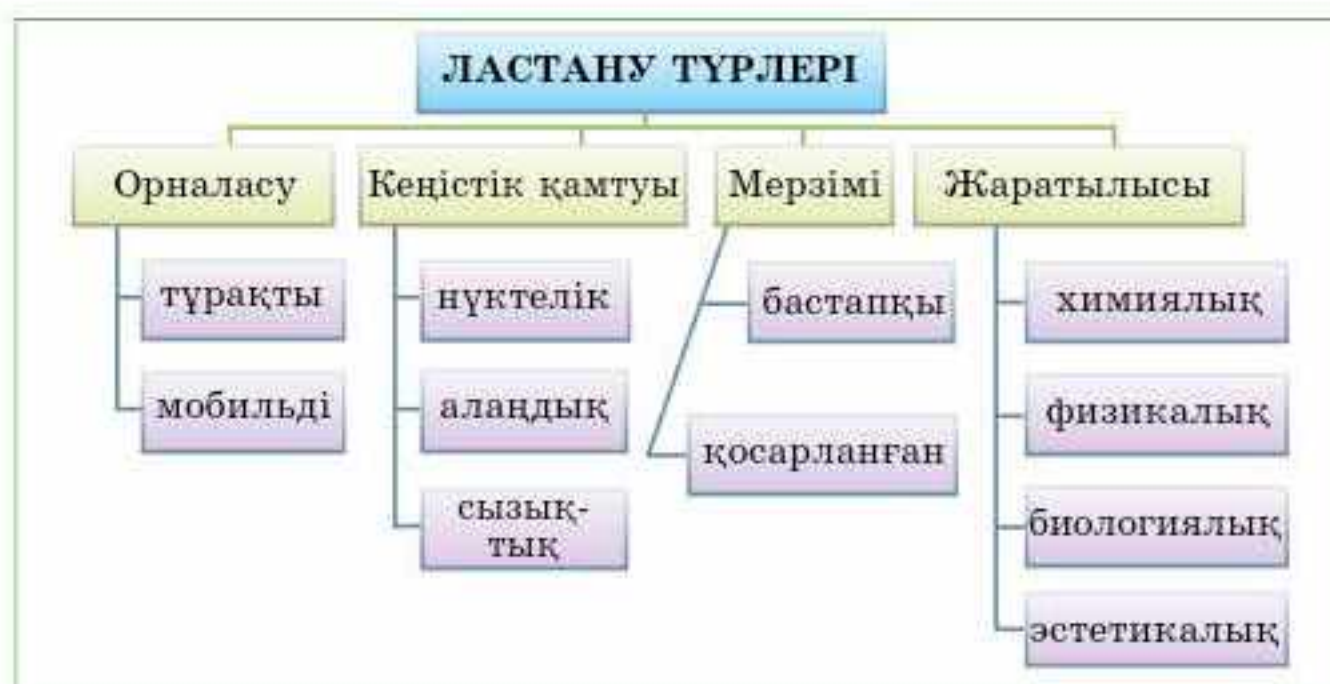 ЛАСТАНУ ТҮРЛЕРІ
Орналасу
тұрақты
мобильді
Кеңістік қамтуы
нүктелік
алаңдық
сызық-
тық
Мерзімі
бастапқы
қосарланған
Жаратылысы
химиялық
физикалық
биологиялық
эстетикалық